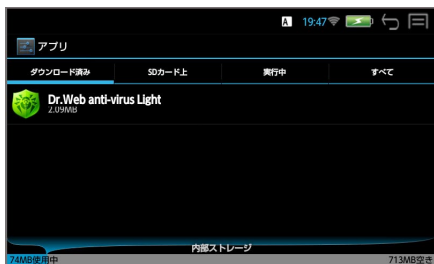 A 19:47
アプリ
ダウンロード済み SDカード上 実行中 すべて
Dr.Web anti-virus Light
2.09MB
内部ストレージ
74MB使用中 713MB空き